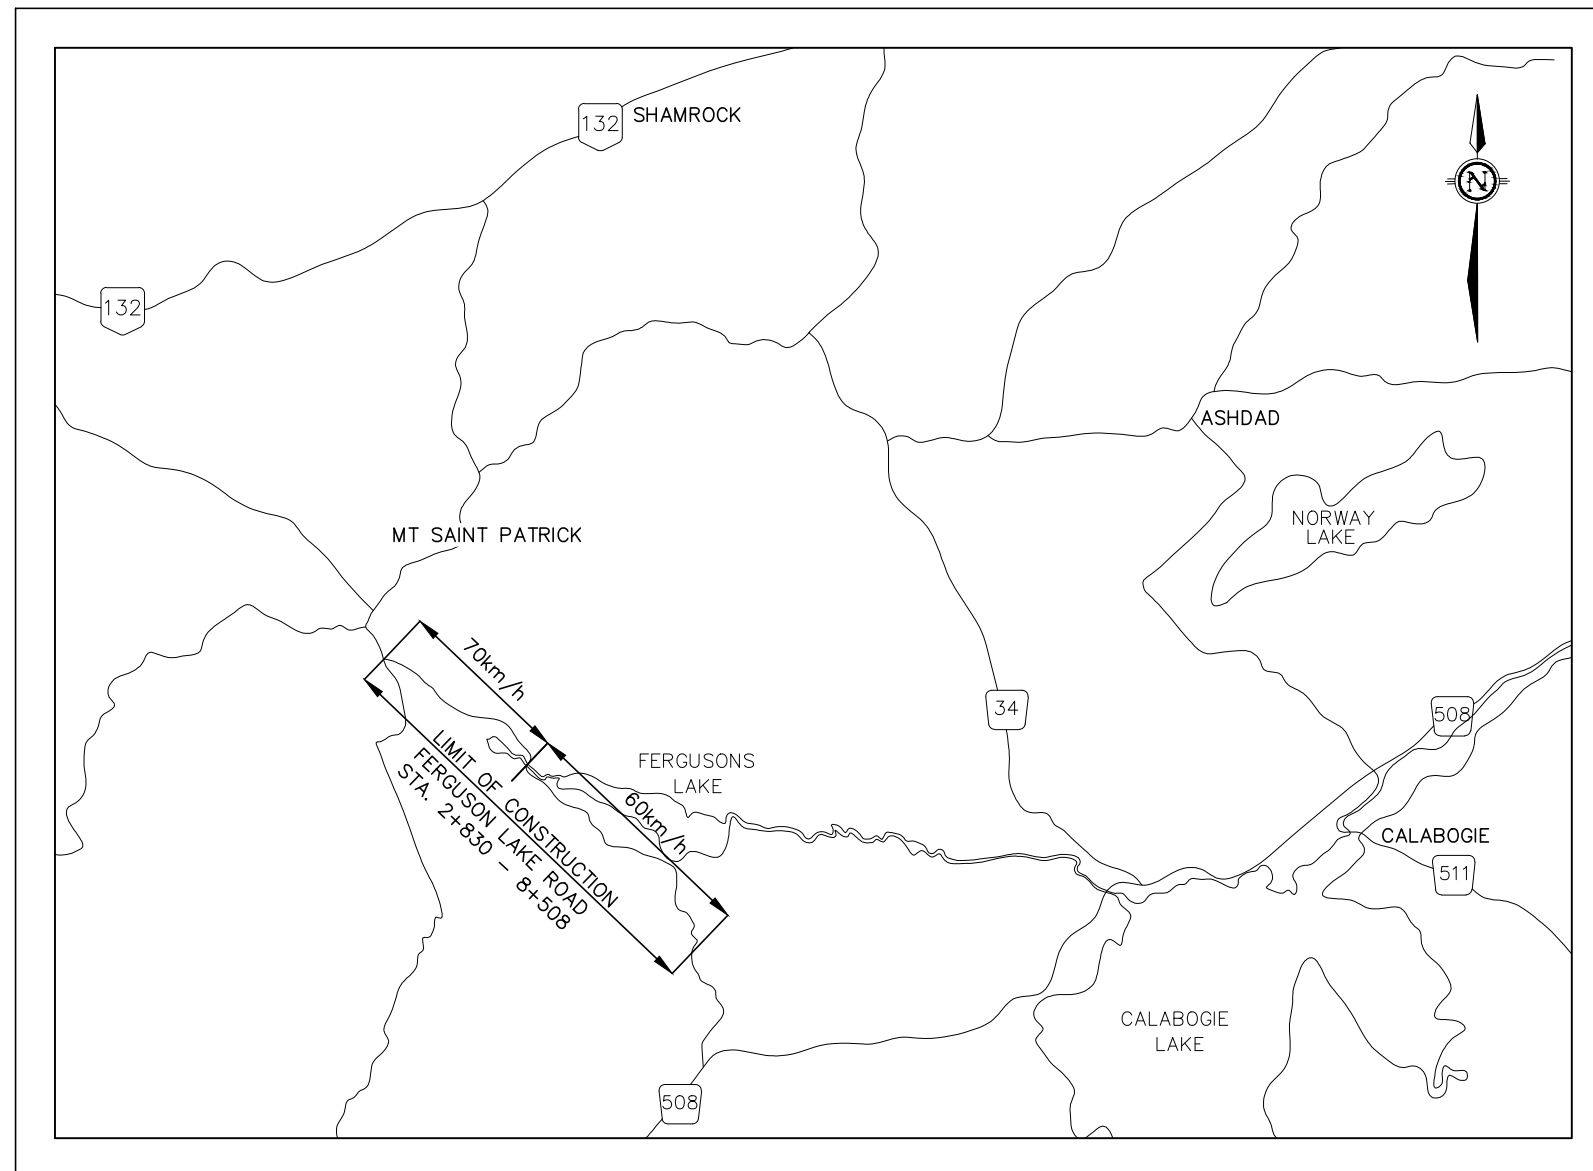 132
SHAMROCK
N
132
ASHDAD
NORWAY
LAKE
MT SAINT PATRICK
70km/h
34
508
LIMIT OF CONSTRUCTION
FERGUSON LAKE ROAD
STA. 2+830 – 8+508
FERGUSONS
LAKE
60km/h
CALABOGIE
511
CALABOGIE
LAKE
508